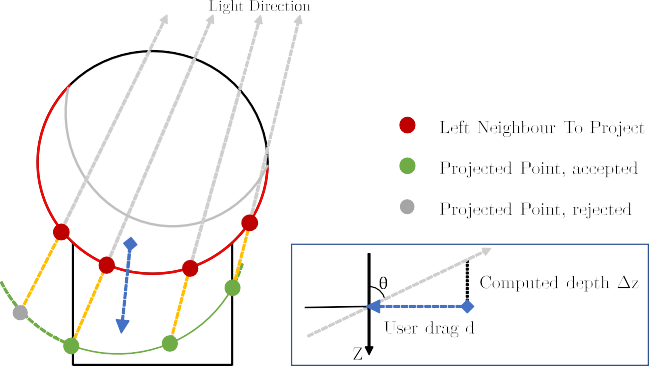 Light Direction
Left Neighbour To Project
Projected Point, accepted
Projected Point, rejected
θ
Computed depth Δz
User drag d
Z